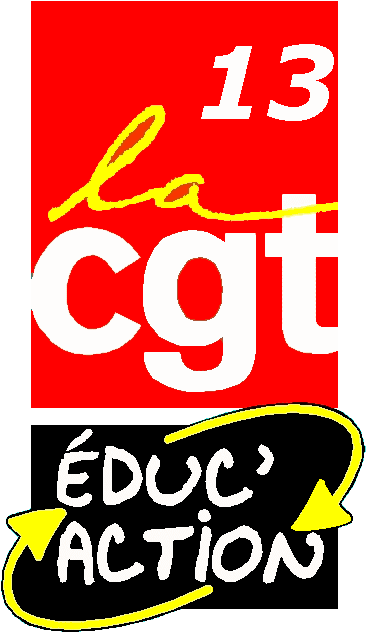 13
la
cgt
ÉDUC'
ACTiON